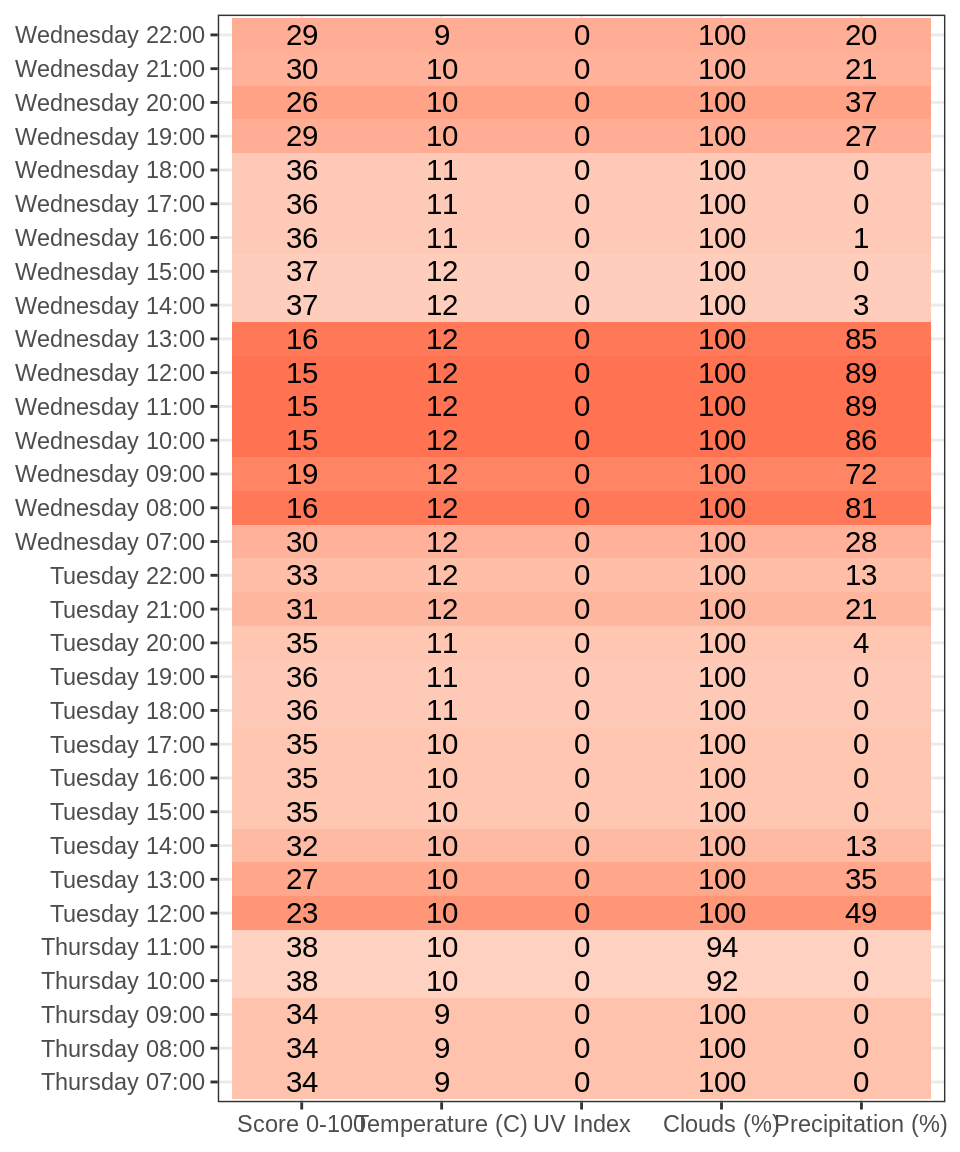 Wednesday 22:00 29 9 0 100 20
Wednesday 21:00 30 10 0 100 21
Wednesday 20:00 26 10 0 100 37
Wednesday 19:00 29 10 0 100 27
Wednesday 18:00 36 11 0 100 0
Wednesday 17:00 36 11 0 100 0
Wednesday 16:00 36 11 0 100 1
Wednesday 15:00 37 12 0 100 0
Wednesday 14:00 37 12 0 100 3
Wednesday 13:00 16 12 0 100 85
Wednesday 12:00 15 12 0 100 89
Wednesday 11:00 15 12 0 100 89
Wednesday 10:00 15 12 0 100 86
Wednesday 09:00 19 12 0 100 72
Wednesday 08:00 16 12 0 100 81
Wednesday 07:00 30 12 0 100 28
Tuesday 22:00 33 12 0 100 13
Tuesday 21:00 31 12 0 100 21
Tuesday 20:00 35 11 0 100 4
Tuesday 19:00 36 11 0 100 0
Tuesday 18:00 36 11 0 100 0
Tuesday 17:00 35 10 0 100 0
Tuesday 16:00 35 10 0 100 0
Tuesday 15:00 35 10 0 100 0
Tuesday 14:00 32 10 0 100 13
Tuesday 13:00 27 10 0 100 35
Tuesday 12:00 23 10 0 100 49
Thursday 11:00 38 10 0 94 0
Thursday 10:00 38 10 0 92 0
Thursday 09:00 34 9 0 100 0
Thursday 08:00 34 9 0 100 0
Thursday 07:00 34 9 0 100 0
Score 0-100 Temperature (C) UV Index Clouds (%) Precipitation (%)